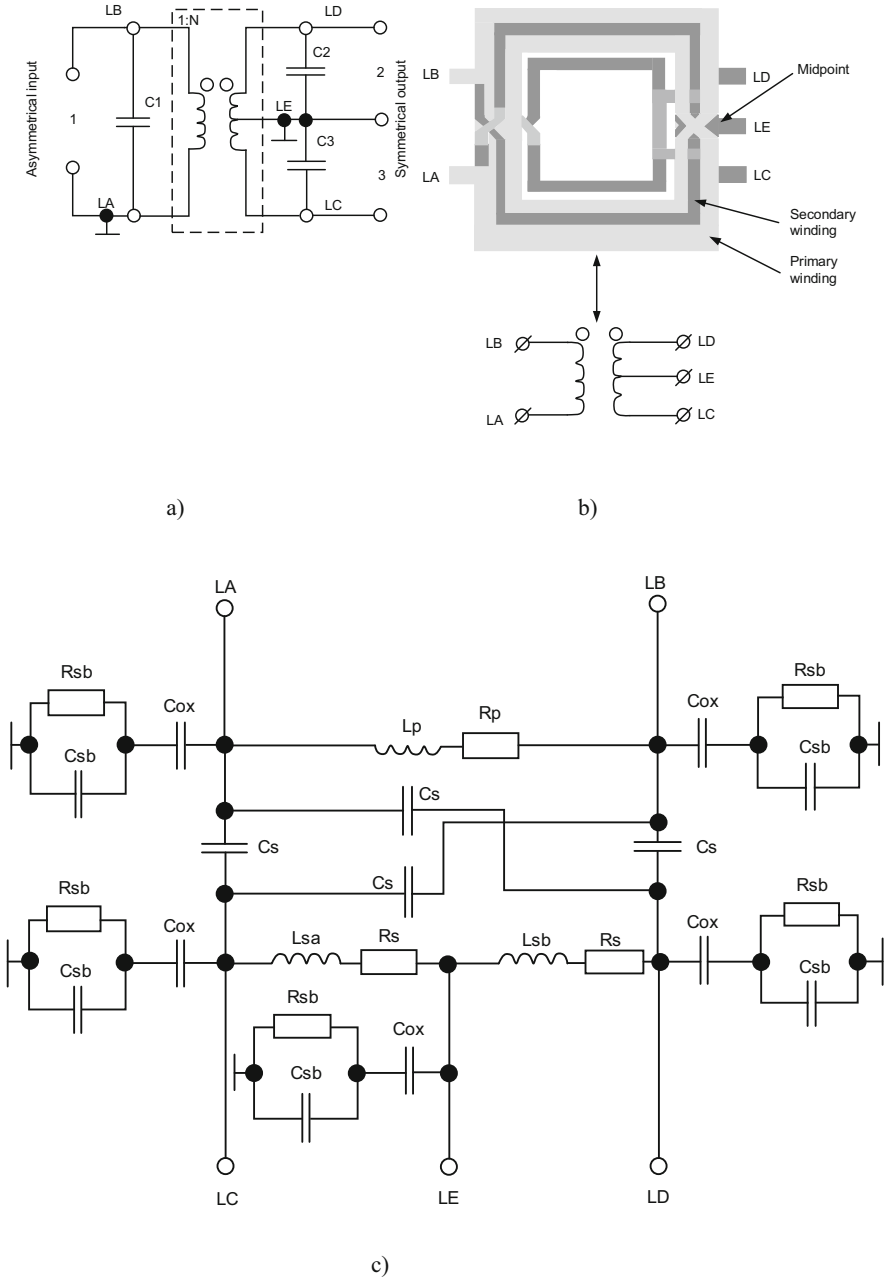 LB
1:N
LD
C2
2
C1
LE
1
C3
3
LA
LC
Asymmetrical input
Symmetrical output
LB
LD
Midpoint
LE
LA
LC
Secondary
winding
Primary
winding
LB
LD
LE
LA
LC
a)
b)
LA
LB
Rsb
Rsb
Cox
Cox
Lp
Rp
Csb
Csb
Cs
Cs
Cs
Cs
Rsb
Rsb
Cox
Cox
Lsa
Rs
Lsb
Rs
Csb
Csb
Rsb
Cox
Csb
LC
LE
LD
c)